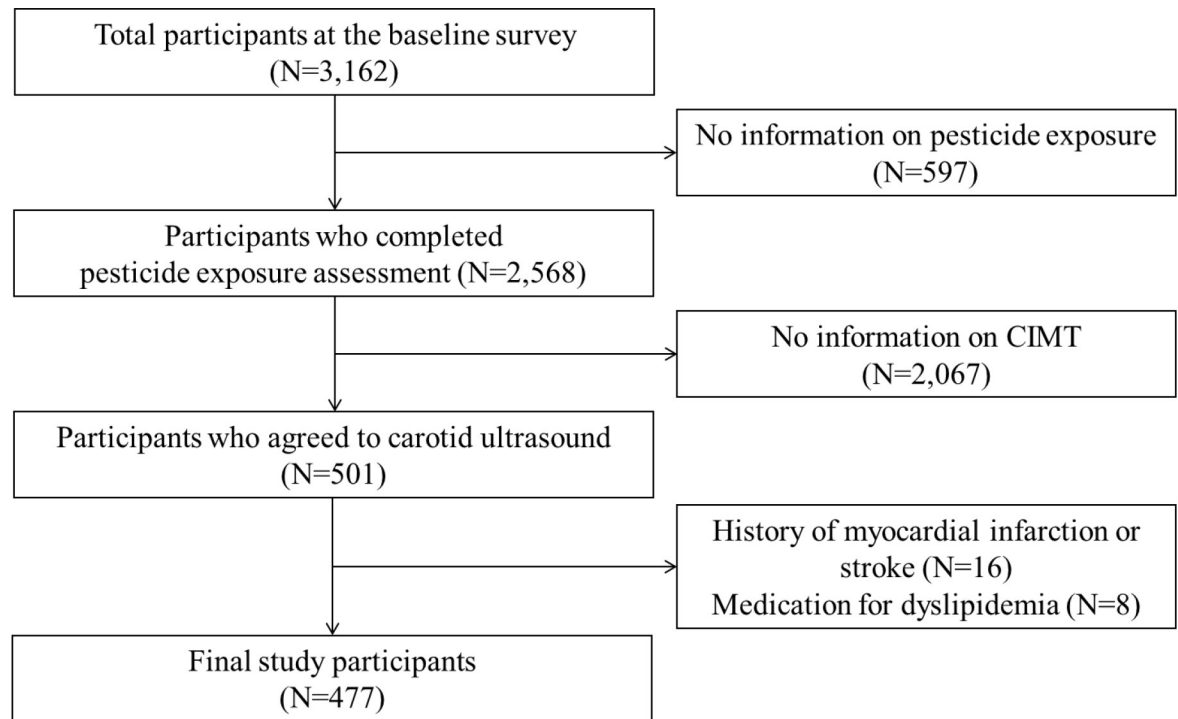 Total participants at the baseline survey
(N=3,162)
No information on pesticide exposure
(N=597)
Participants who completed
pesticide exposure assessment (N=2,568)
No information on CIMT
(N=2,067)
Participants who agreed to carotid ultrasound
(N=501)
History of myocardial infarction or
stroke (N=16)
Medication for dyslipidemia (N=8)
Final study participants
(N=477)